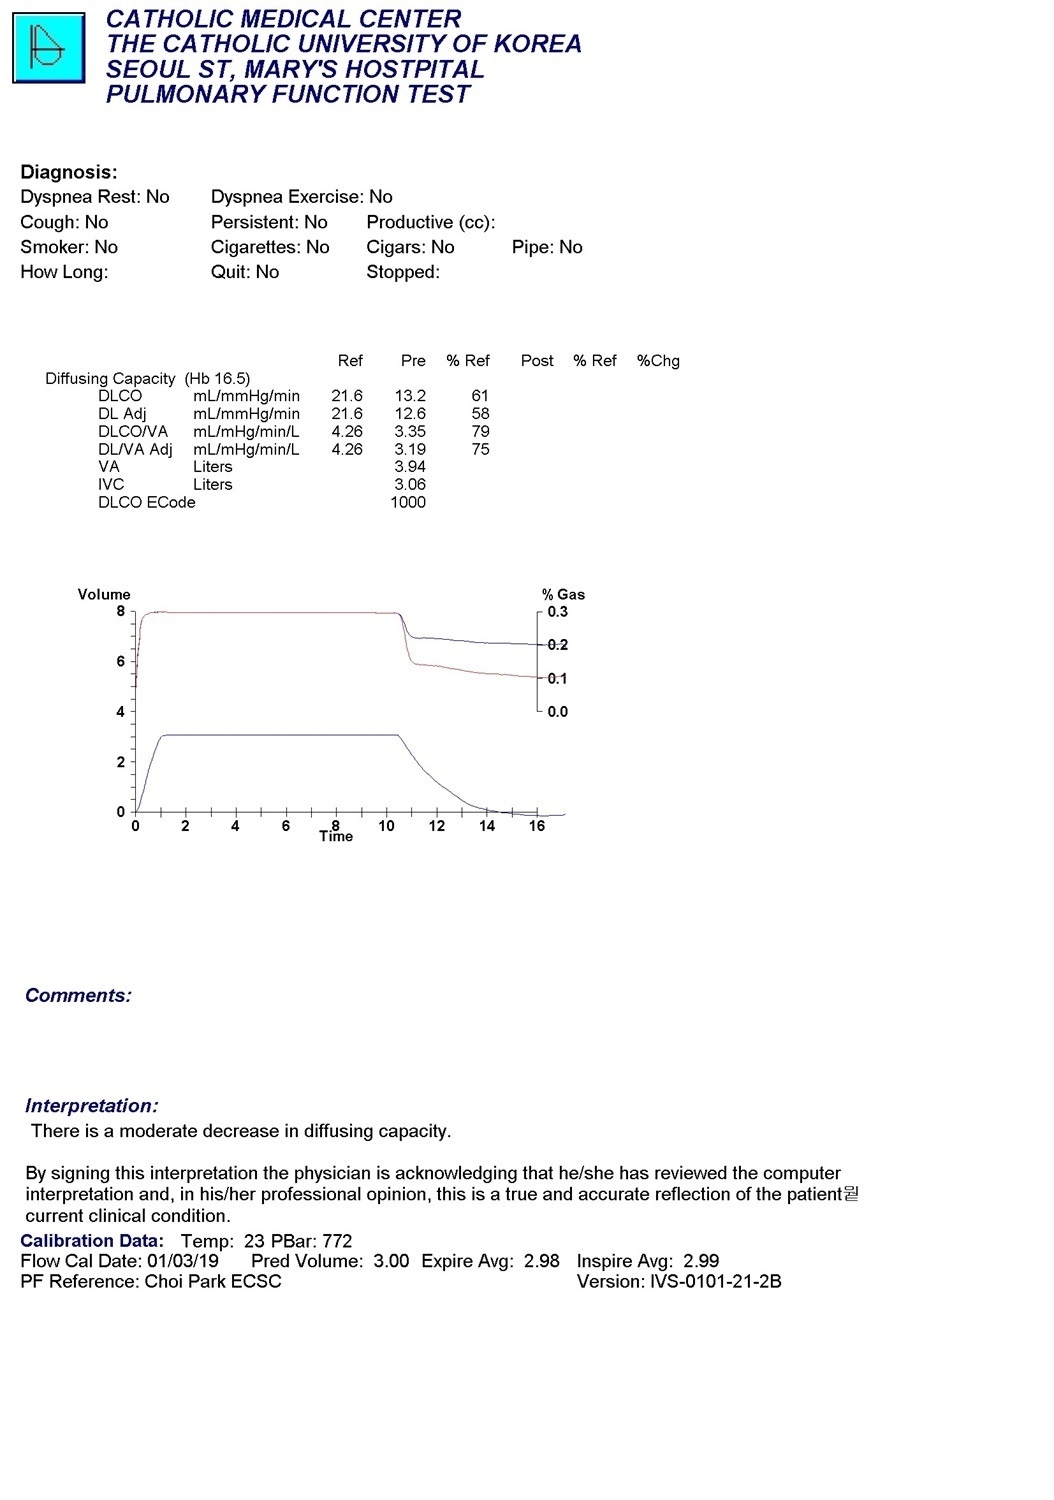 CATHOLIC MEDICAL CENTER
THE CATHOLIC UNIVERSITY OF KOREA
SEOUL ST, MARY'S HOSTPITAL
PULMONARY FUNCTION TEST
Diagnosis:
Dyspnea Rest: No Dyspnea Exercise: No
Cough: No Persistent: No Productive (cc):
Smoker: No Cigarettes: No Cigars: No Pipe: No
How Long: Quit: No Stopped:
Ref Pre % Ref Post % Ref %Chg
Diffusing Capacity (Hb 16.5)
DLCO mL/mmHg/min 21.6 13.2 61
DL Adj mL/mmHg/min 21.6 12.6 58
DLCO/VA mL/mHg/min/L 4.26 3.35 79
DL/VA Adj mL/mHg/min/L 4.26 3.19 75
VA Liters 3.94
IVC Liters 3.06
DLCO ECode 1000
Volume % Gas
8 0.3
0.2
6
0.1
4 0.0
2
0
0 2 4 6 8 10 12 14 16
Time
Comments:
Interpretation:
There is a moderate decrease in diffusing capacity.
By signing this interpretation the physician is acknowledging that he/she has reviewed the computer
interpretation and, in his/her professional opinion, this is a true and accurate reflection of the patient
current clinical condition.
Calibration Data: Temp: 23 PBar: 772
Flow Cal Date: 01/03/19 Pred Volume: 3.00 Expire Avg: 2.98 Inspire Avg: 2.99
PF Reference: Choi Park ECSC Version: IVS-0101-21-2B